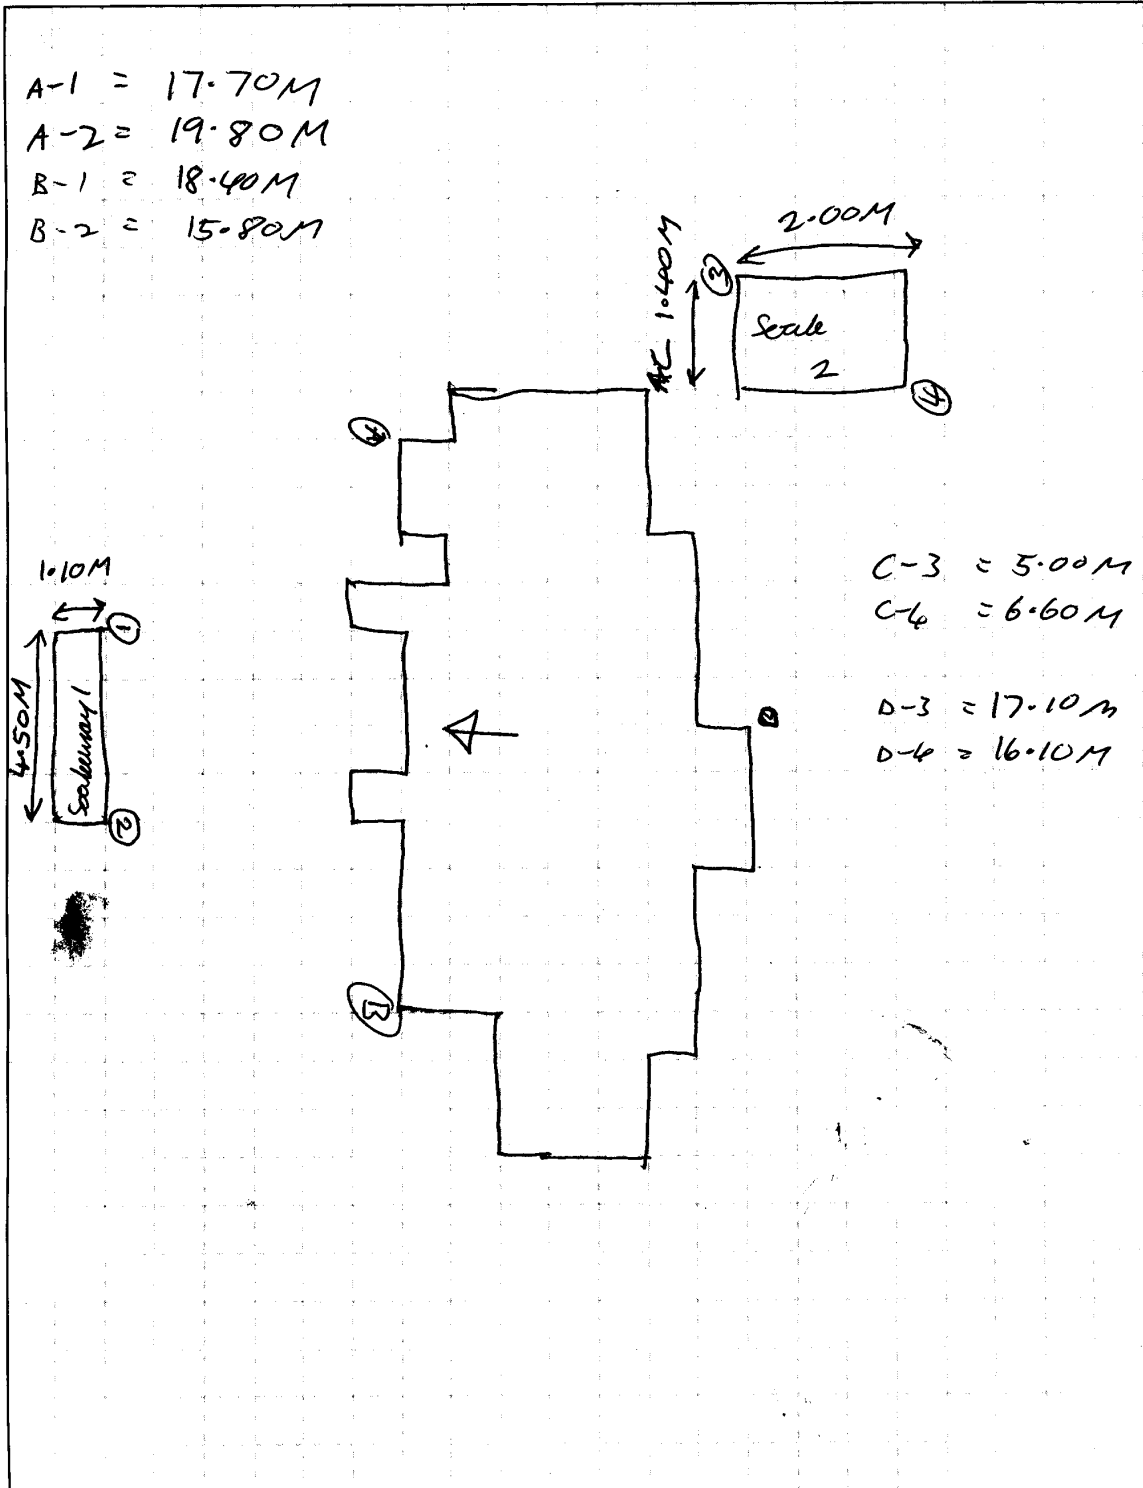 A-1 = 17.70M
A-2 = 19.80M
B-1 = 18.40M
B-2 = 15.80M
2.00M
1.40M
3
Soak
2
4
A
C
1.10M
1
4.50M
Soakaway 1
2
C-3 = 5.00M
C-4 = 6.60M
D
D-3 = 17.10M
D-4 = 16.10M
B